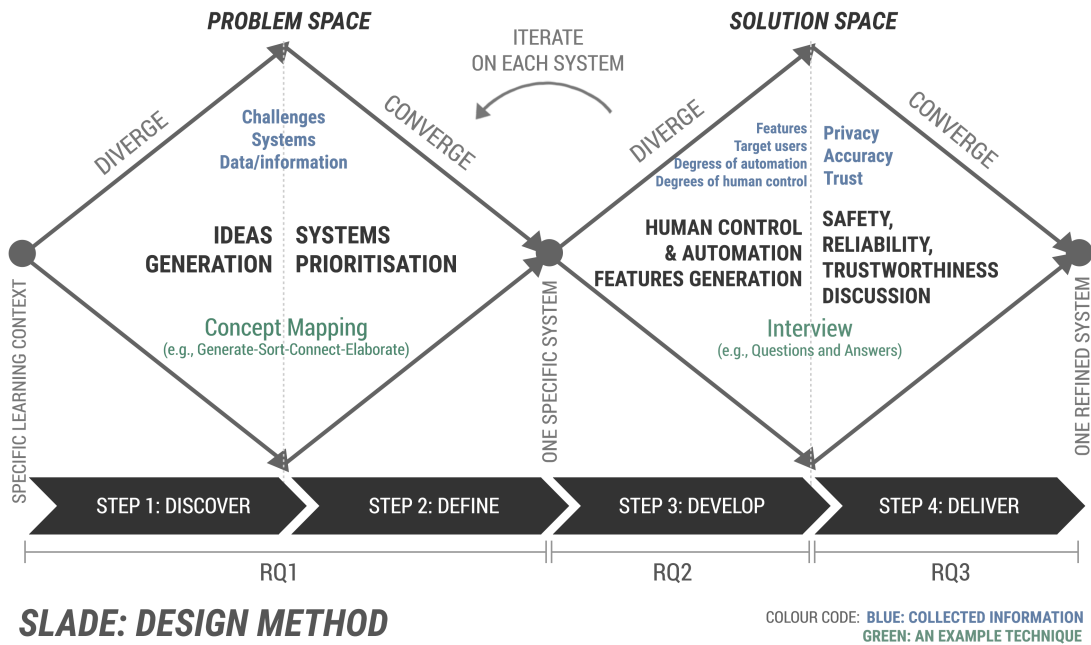 PROBLEM SPACE
SOLUTION SPACE
ITERATE
ON EACH SYSTEM
DIVERGE
CONVERGE
DIVERGE
CONVERGE
Challenges
Systems
Data/information
Features
Target users
Degress of automation
Degrees of human control
Privacy
Accuracy
Trust
IDEAS
GENERATION
SYSTEMS
PRIORITISATION
HUMAN CONTROL
& AUTOMATION
FEATURES GENERATION
SAFETY,
RELIABILITY,
TRUSTWORTHINESS
DISCUSSION
Concept Mapping
(e.g., Generate-Sort-Connect-Elaborate)
Interview
(e.g., Questions and Answers)
SPECIFIC LEARNING CONTEXT
ONE SPECIFIC SYSTEM
ONE REFINED SYSTEM
STEP 1: DISCOVER
STEP 2: DEFINE
STEP 3: DEVELOP
STEP 4: DELIVER
RQ1
RQ2
RQ3
SLADE: DESIGN METHOD
COLOUR CODE: BLUE: COLLECTED INFORMATION
GREEN: AN EXAMPLE TECHNIQUE